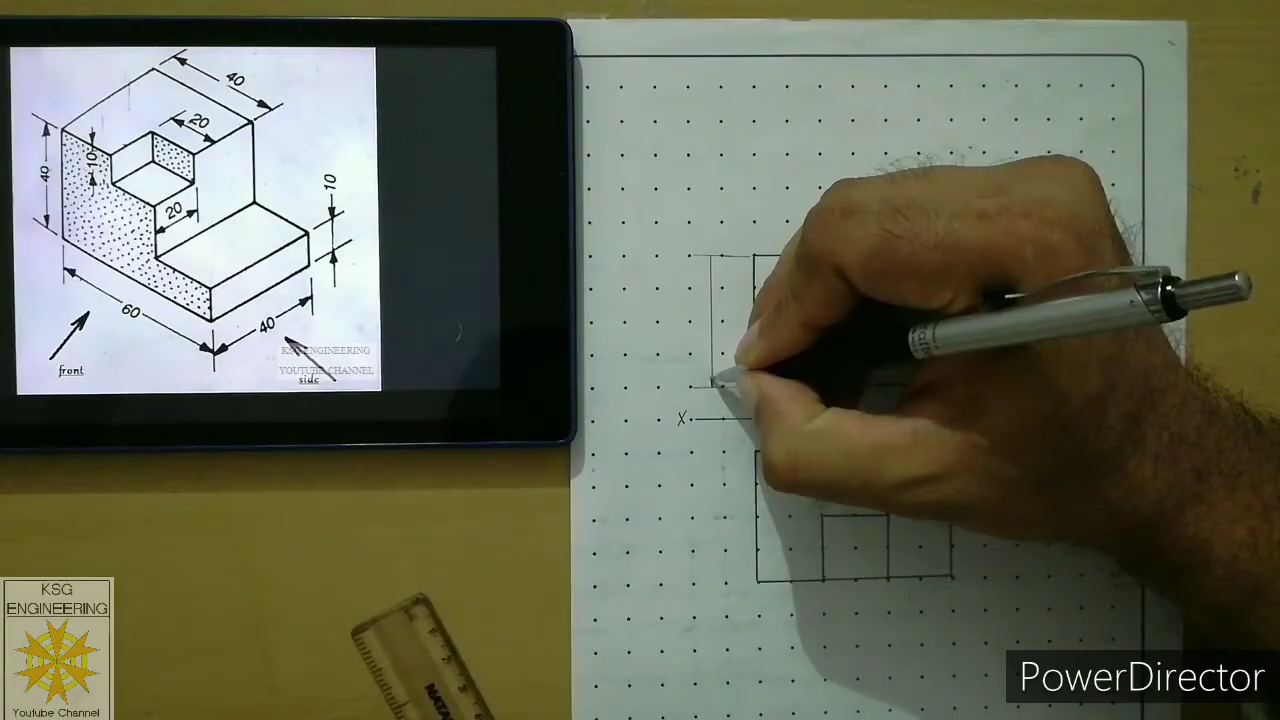 40
20
10
40
10
20
60
40
KSG ENGINEERING
YOUTUBE CHANNEL
front
side
X
KSG
ENGINEERING
Youtube Channel
PowerDirector